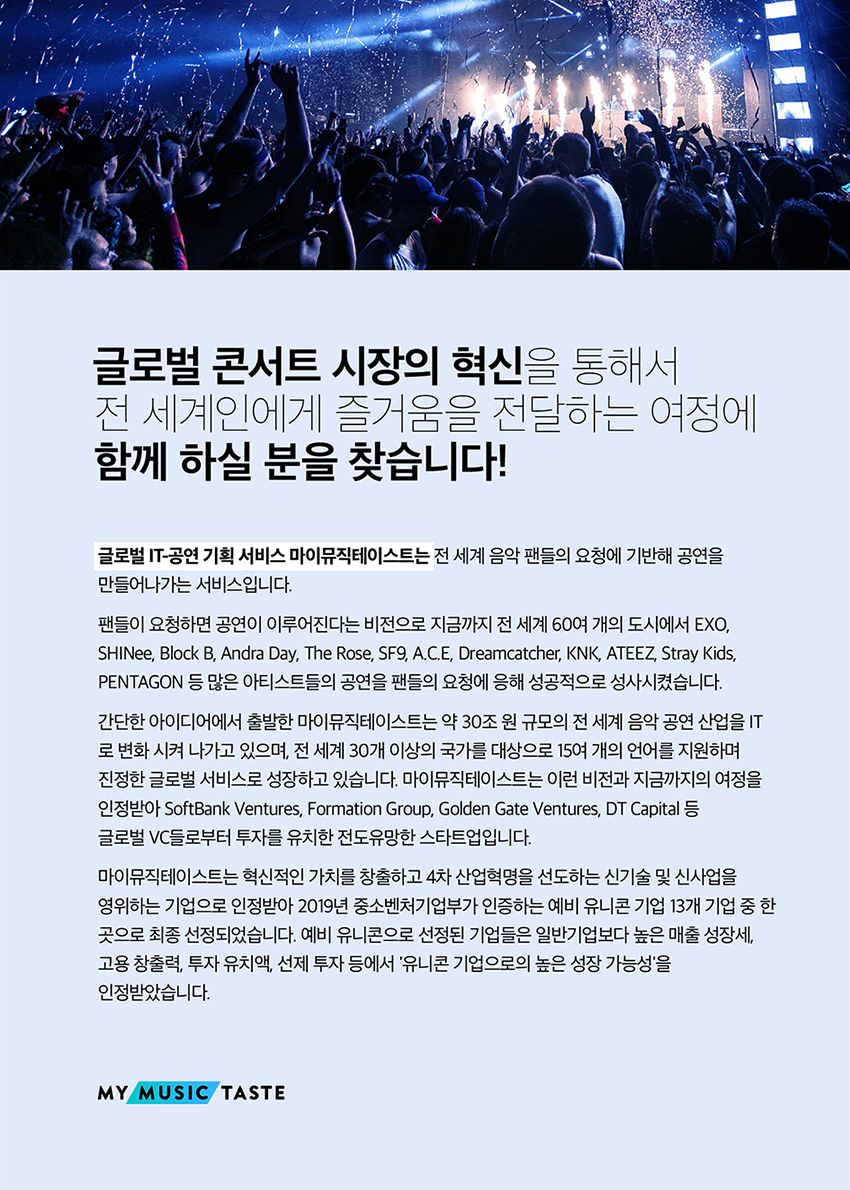 글로벌 콘서트 시장의 혁신을 통해서
전 세계인에게 즐거움을 전달하는 여정에
함께 하실 분을 찾습니다!
글로벌 IT-공연 기획 서비스 마이뮤직테이스트는 전 세계 음악 팬들의 요청에 기반해 공연을
만들어나가는 서비스입니다.
팬들이 요청하면 공연이 이루어진다는 비전으로 지금까지 전 세계 60여 개의 도시에서 EXO,
SHINee, Block B, Andra Day, The Rose, SF9, A.C.E, Dreamcatcher, KNK, ATEEZ, Stray Kids,
PENTAGON 등 많은 아티스트들의 공연을 팬들의 요청에 응해 성공적으로 성사시켰습니다.
간단한 아이디어에서 출발한 마이뮤직테이스트는 약 30조 원 규모의 전 세계 음악 공연 산업을 IT
로 변화 시켜 나가고 있으며, 전 세계 30개 이상의 국가를 대상으로 15여 개의 언어를 지원하며
진정한 글로벌 서비스로 성장하고 있습니다. 마이뮤직테이스트는 이런 비전과 지금까지의 여정을
인정받아 SoftBank Ventures, Formation Group, Golden Gate Ventures, DT Capital 등
글로벌 VC들로부터 투자를 유치한 전도유망한 스타트업입니다.
마이뮤직테이스트는 혁신적인 가치를 창출하고 4차 산업혁명을 선도하는 신기술 및 신사업을
영위하는 기업으로 인정받아 2019년 중소벤처기업부가 인증하는 예비 유니콘 기업 13개 기업 중 한
곳으로 최종 선정되었습니다. 예비 유니콘으로 선정된 기업들은 일반기업보다 높은 매출 성장세,
고용 창출력, 투자 유치액, 선제 투자 등에서 '유니콘 기업으로의 높은 성장 가능성'을
인정받았습니다.
MY MUSIC TASTE